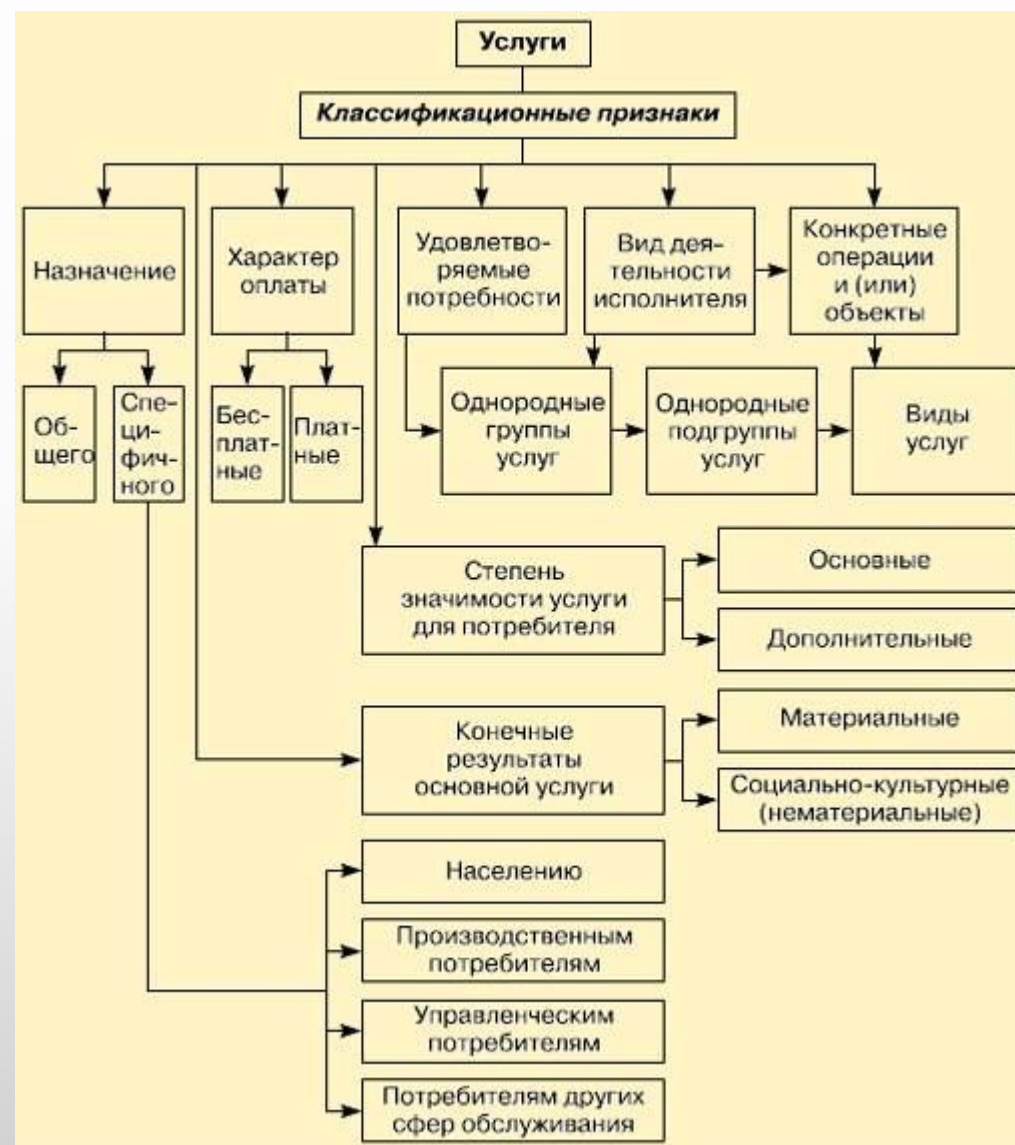 Услуги
Классификационные признаки
Назначение
Характер
оплаты
Удовлетво-
ряемые
потребности
Вид дея-
тельности
исполнителя
Конкретные
операции
и (или)
объекты
Об-
щего
Спе-
ци-
фич-
ного
Бес-
плат-
ные
Плат-
ные
Однородные
группы
услуг
Однородные
подгруппы
услуг
Виды
услуг
Степень
значимости услуги
для потребителя
Основные
Дополнительные
Конечные
результаты
основной услуги
Материальные
Социально-культурные
(нематериальные)
Населению
Производственным
потребителям
Управленческим
потребителям
Потребителям других
сфер обслуживания